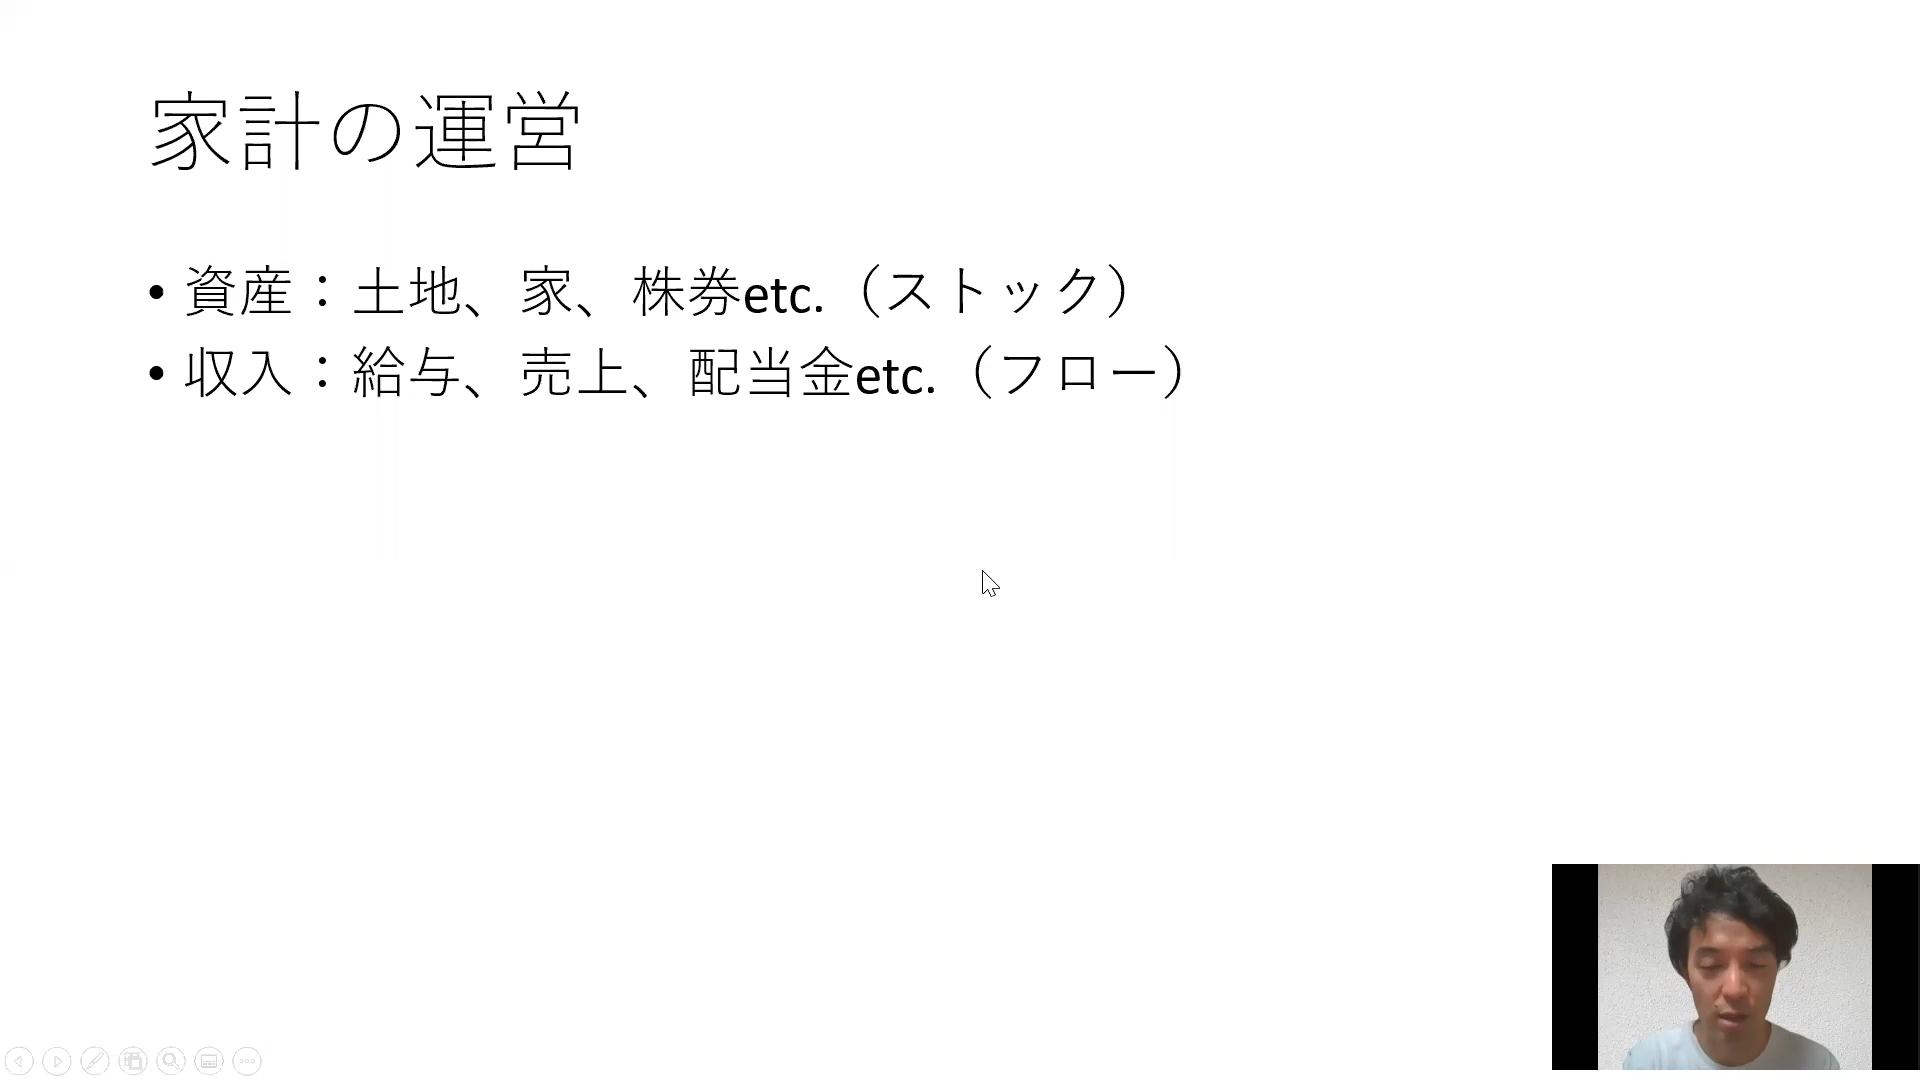 家計の運営
• 資産：土地、家、株券etc.（ストック）
• 収入：給与、売上、配当金etc.（フロー）